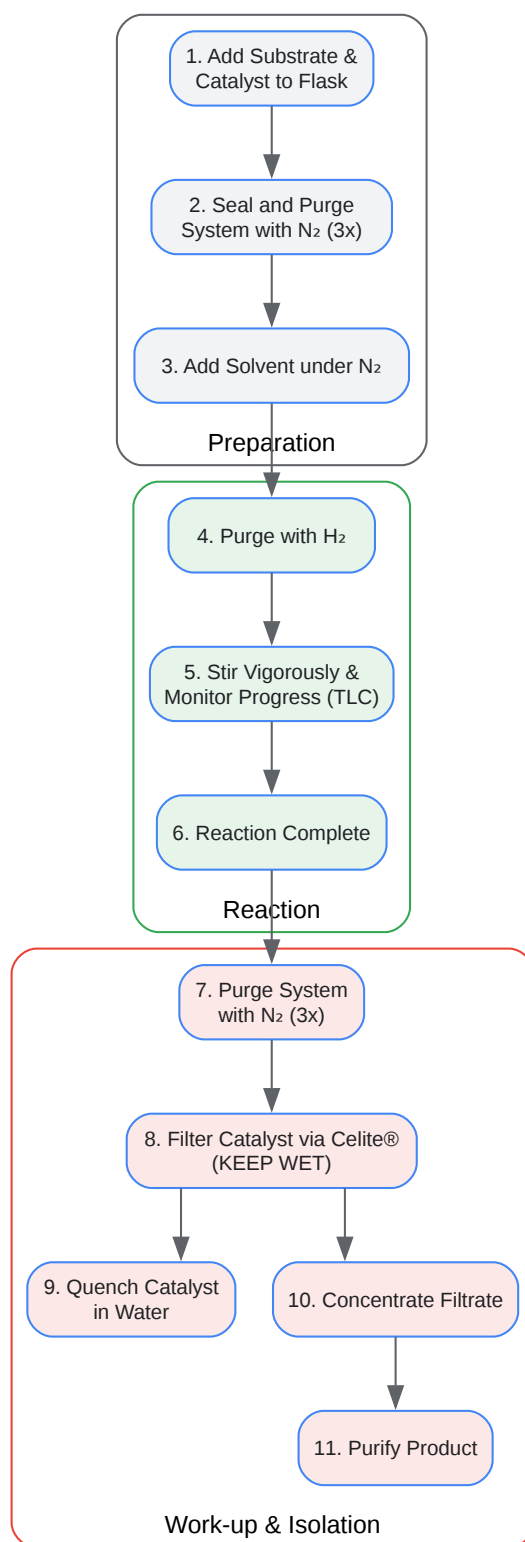 1. Add Substrate &
Catalyst to Flask
2. Seal and Purge
System with N₂ (3x)
3. Add Solvent under N₂
Preparation
4. Purge with H₂
5. Stir Vigorously &
Monitor Progress (TLC)
6. Reaction Complete
Reaction
7. Purge System
with N₂ (3x)
8. Filter Catalyst via Celite®
(KEEP WET)
9. Quench Catalyst
in Water
10. Concentrate Filtrate
11. Purify Product
Work-up & Isolation